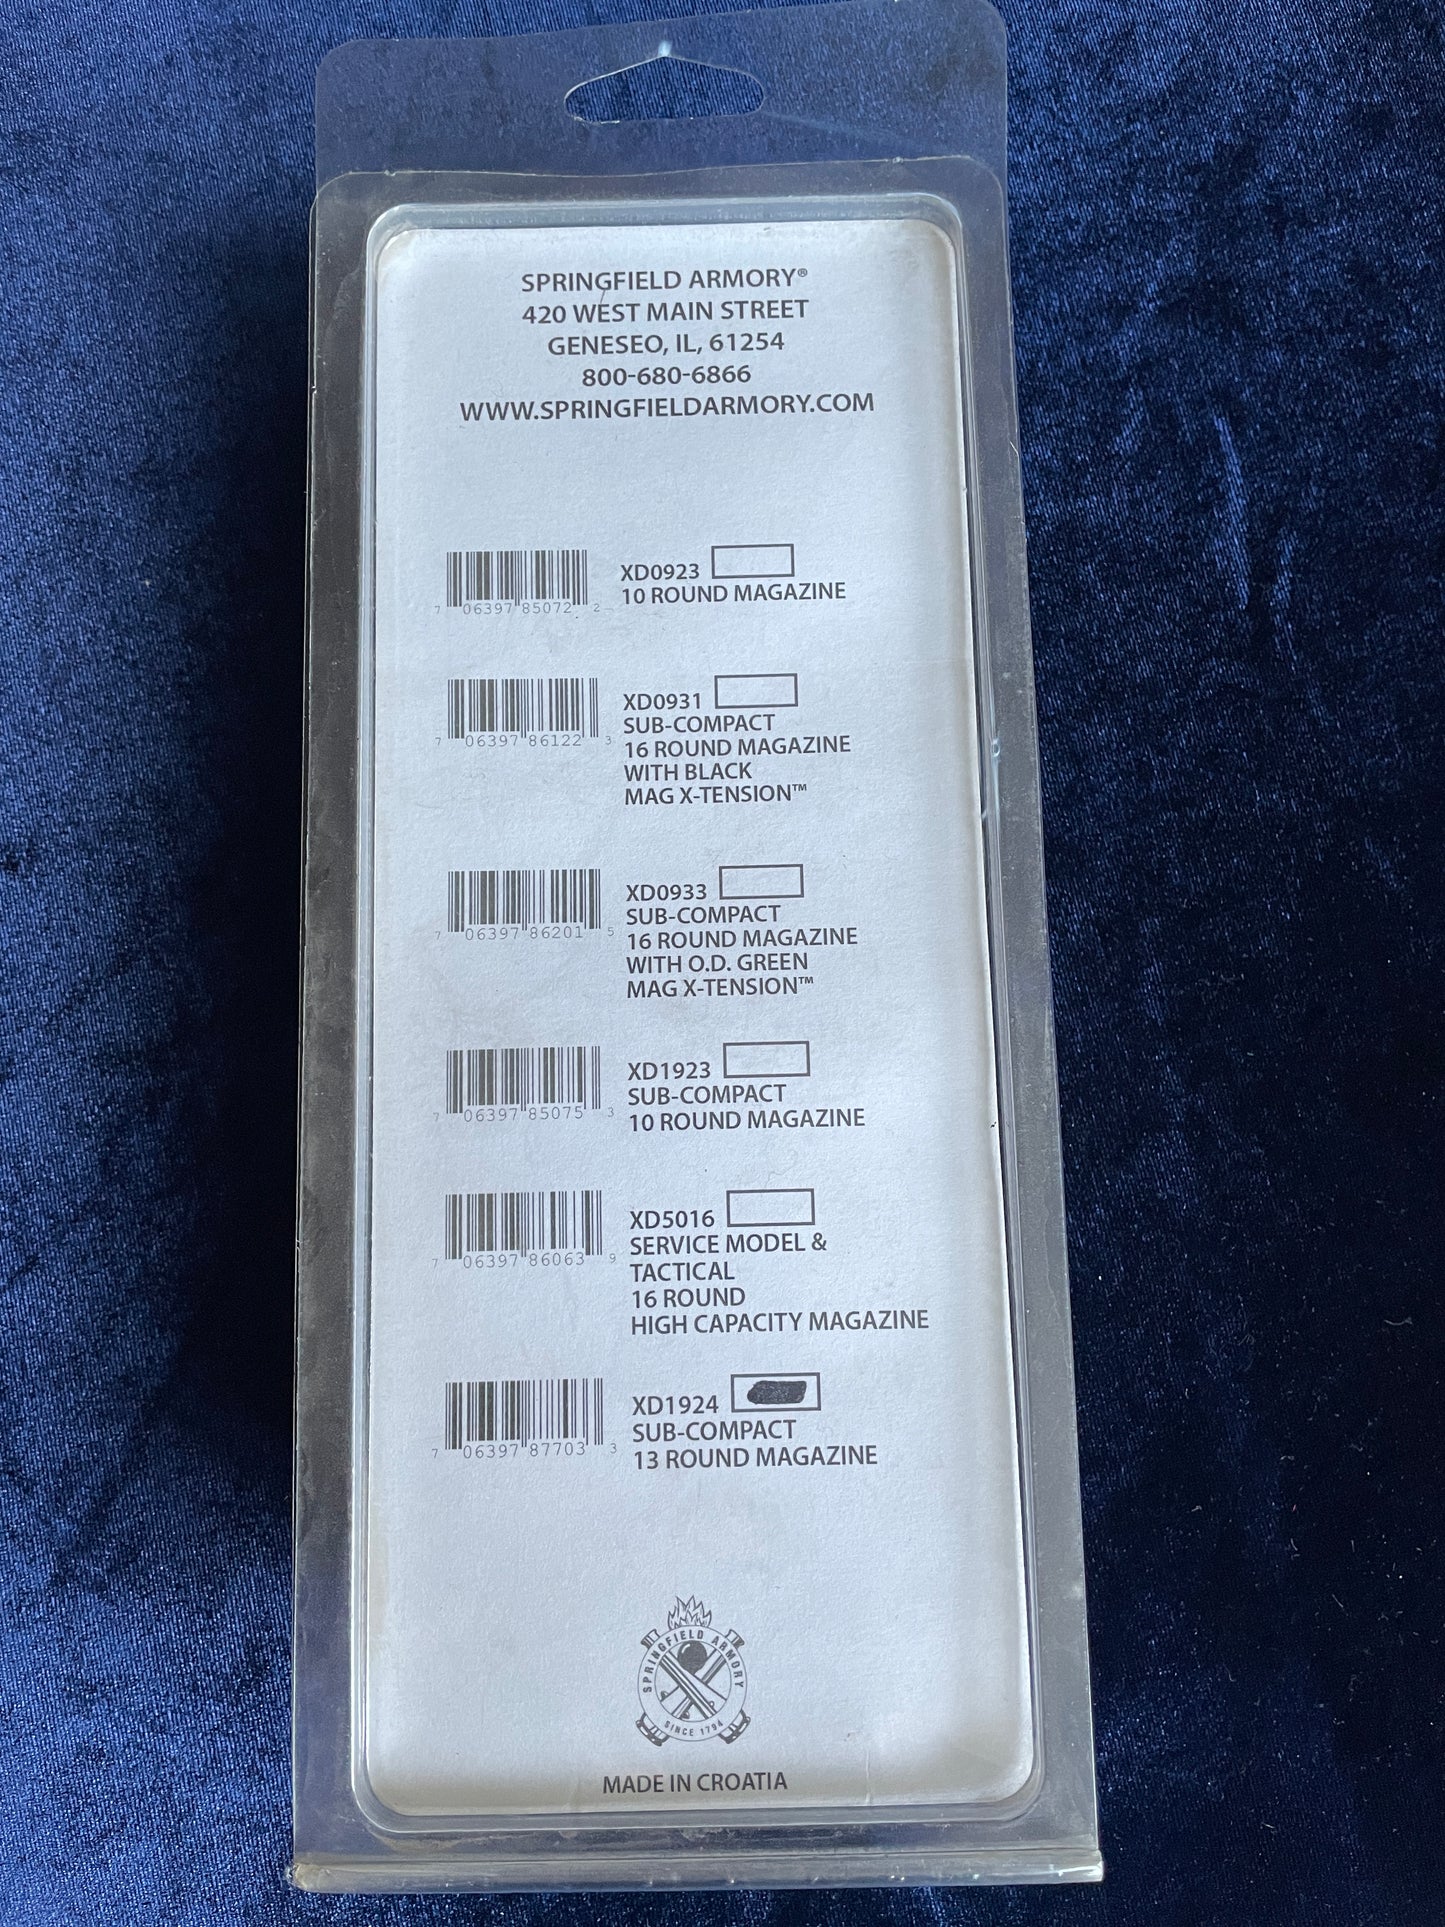 SPRINGFIELD ARMORY®
420 WEST MAIN STREET
GENESEO, IL, 61254
800-680-6866
WWW.SPRINGFIELDARMORY.COM
7 06397 85072 2
XD0923
10 ROUND MAGAZINE
7 06397 86122 3
XD0931
SUB-COMPACT
16 ROUND MAGAZINE
WITH BLACK
MAG X-TENSION™
7 06397 86201 5
XD0933
SUB-COMPACT
16 ROUND MAGAZINE
WITH O.D. GREEN
MAG X-TENSION™
7 06397 85075 3
XD1923
SUB-COMPACT
10 ROUND MAGAZINE
7 06397 86063 9
XD5016
SERVICE MODEL &
TACTICAL
16 ROUND
HIGH CAPACITY MAGAZINE
7 06397 87703 3
XD1924
SUB-COMPACT
13 ROUND MAGAZINE
SPRINGFIELD ARMORY
SINCE 1794
MADE IN CROATIA